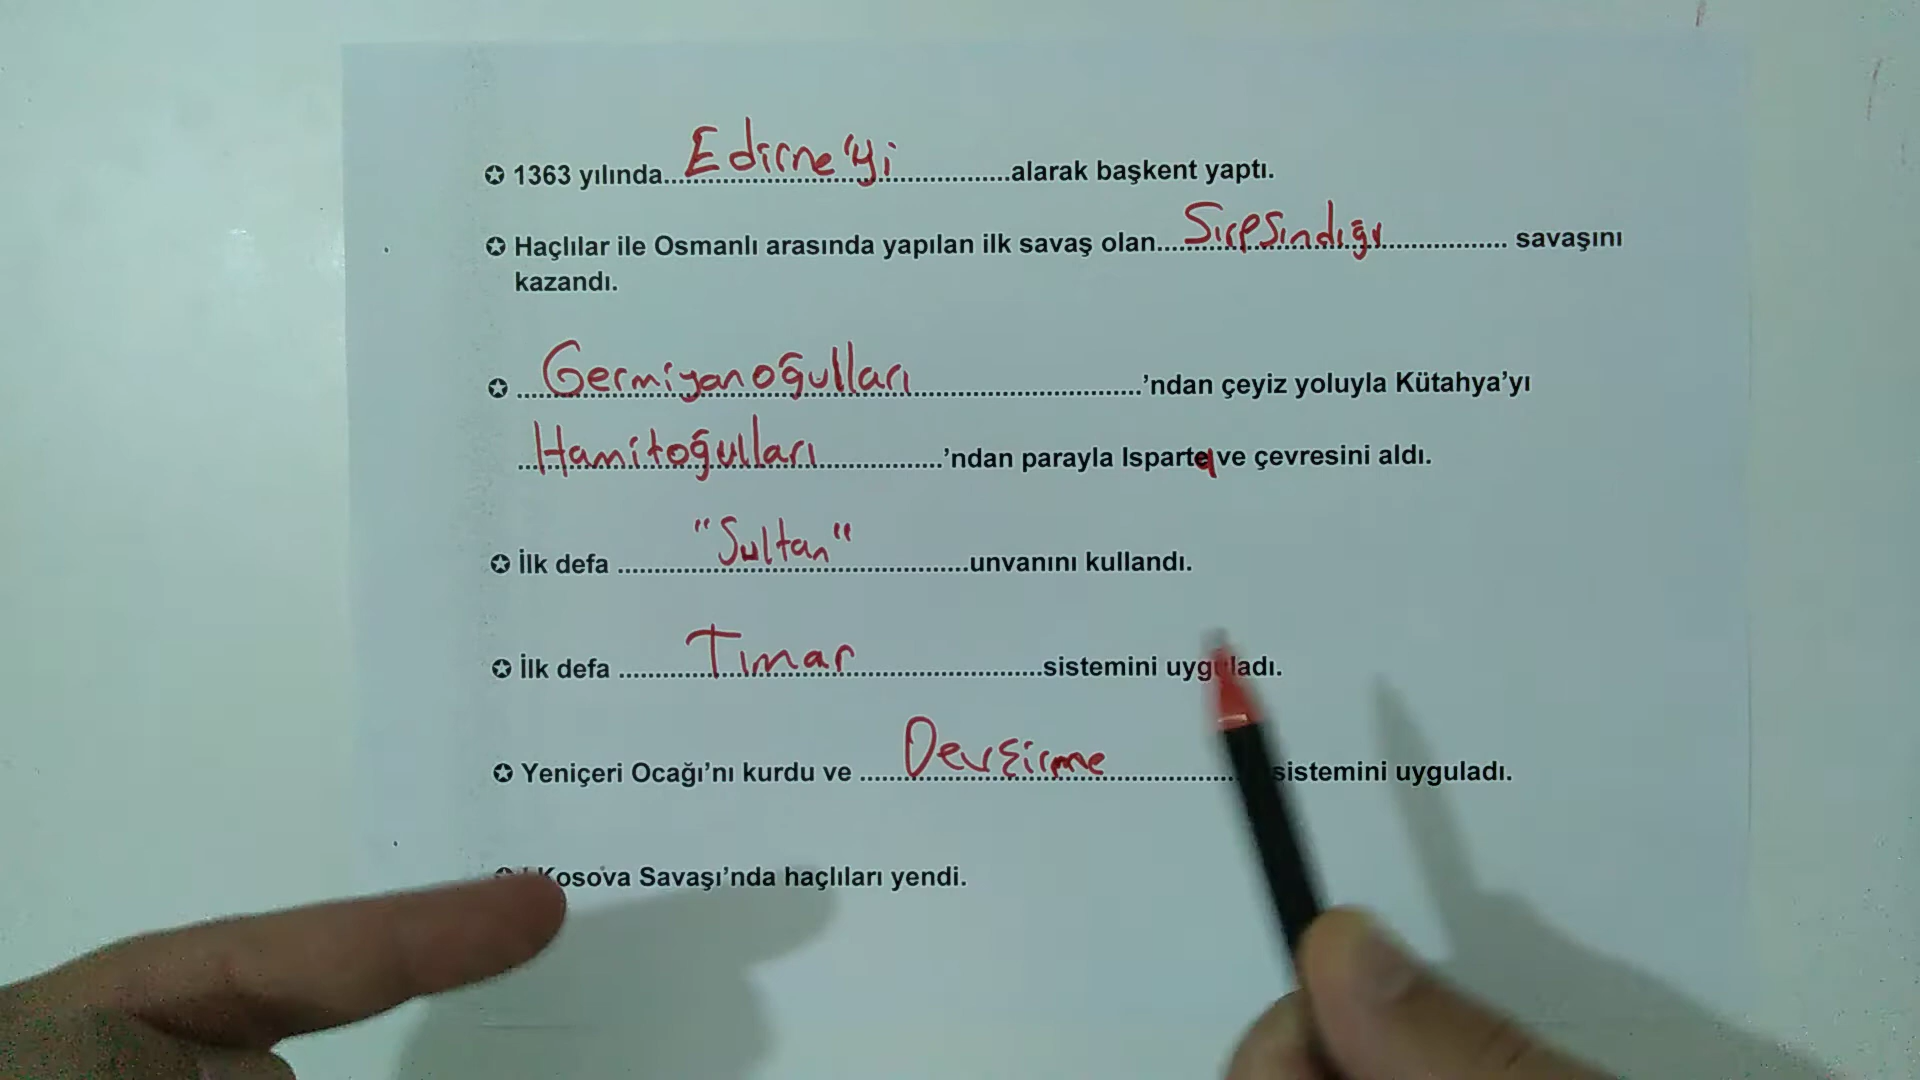 ✪ 1363 yılında Edirne'yi alarak başkent yaptı.
✪ Haçlılar ile Osmanlı arasında yapılan ilk savaş olan Sırpsındığı savaşını
kazandı.
✪ Germiyanoğulları 'ndan çeyiz yoluyla Kütahya'yı
Hamitoğulları 'ndan parayla Isparta ve çevresini aldı.
✪ İlk defa "Sultan" unvanını kullandı.
✪ İlk defa Tımar sistemini uyguladı.
✪ Yeniçeri Ocağı'nı kurdu ve Devşirme sistemini uyguladı.
Kosova Savaşı'nda haçlıları yendi.